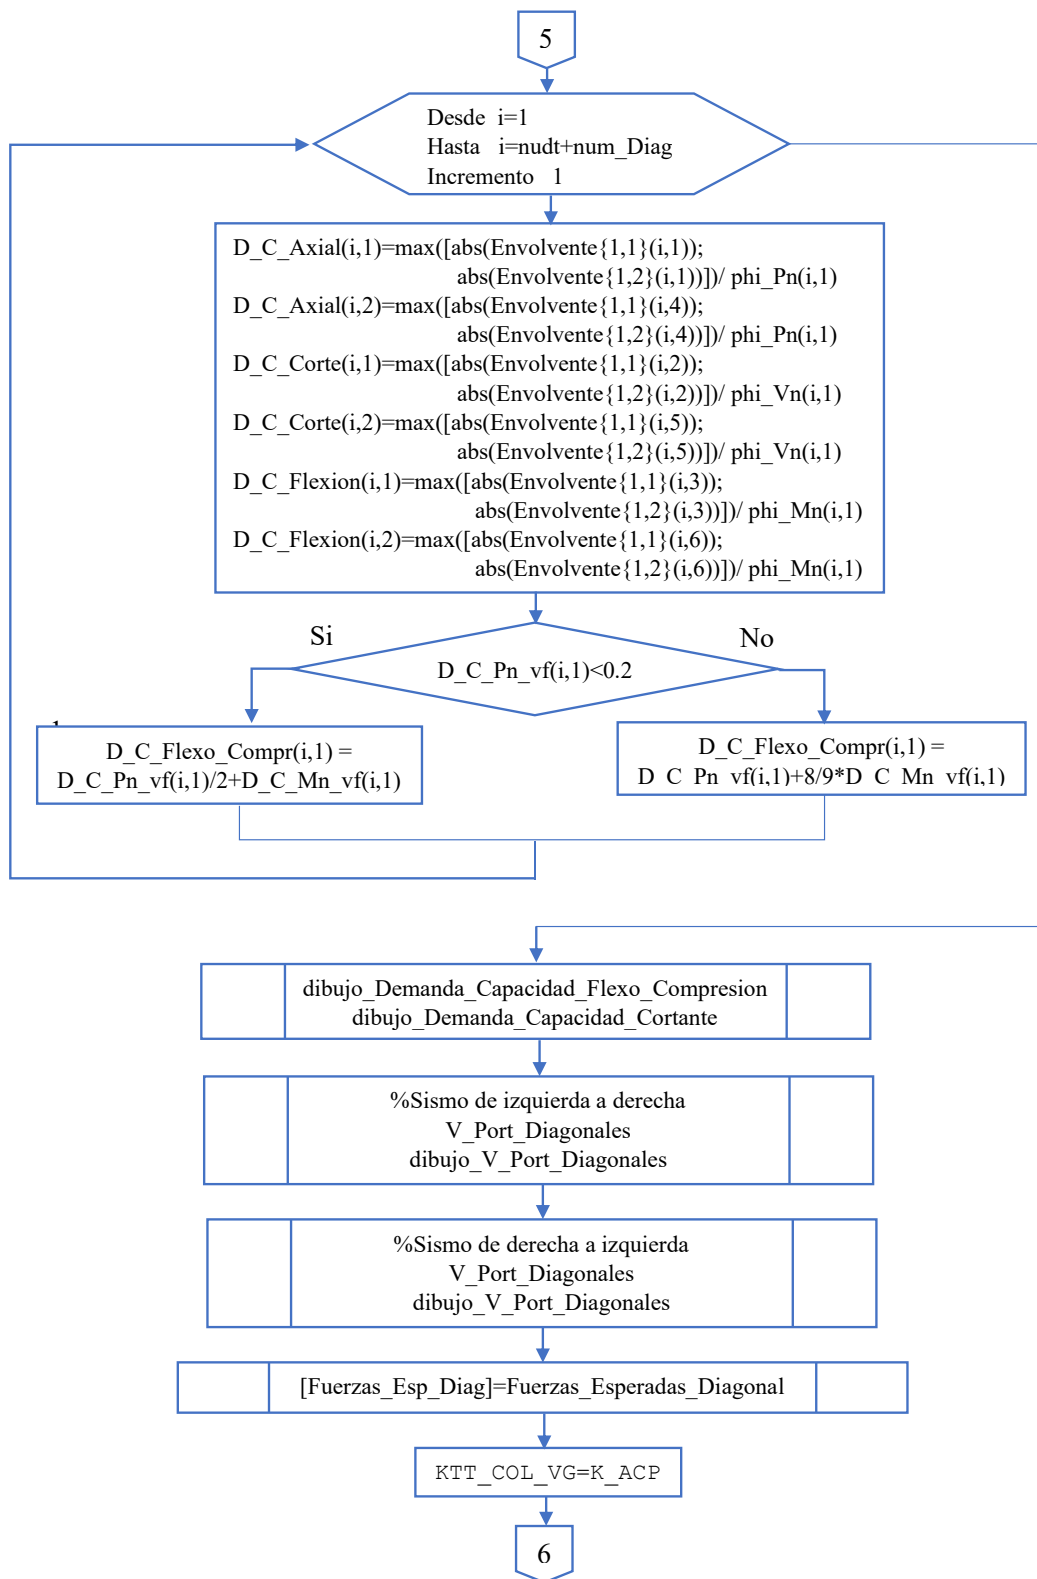 5
Desde i=1
Hasta i=nudt+num_Diag
Incremento 1
D_C_Axial(i,1)=max([abs(Envolvente{1,1}(i,1));
abs(Envolvente{1,2}(i,1))])/ phi_Pn(i,1)
D_C_Axial(i,2)=max([abs(Envolvente{1,1}(i,4));
abs(Envolvente{1,2}(i,4))])/ phi_Pn(i,1)
D_C_Corte(i,1)=max([abs(Envolvente{1,1}(i,2));
abs(Envolvente{1,2}(i,2))])/ phi_Vn(i,1)
D_C_Corte(i,2)=max([abs(Envolvente{1,1}(i,5));
abs(Envolvente{1,2}(i,5))])/ phi_Vn(i,1)
D_C_Flexion(i,1)=max([abs(Envolvente{1,1}(i,3));
abs(Envolvente{1,2}(i,3))])/ phi_Mn(i,1)
D_C_Flexion(i,2)=max([abs(Envolvente{1,1}(i,6));
abs(Envolvente{1,2}(i,6))])/ phi_Mn(i,1)
Si
No
D_C_Pn_vf(i,1)<0.2
D_C_Flexo_Compr(i,1) =
D_C_Pn_vf(i,1)/2+D_C_Mn_vf(i,1)
D_C_Flexo_Compr(i,1) =
D_C_Pn_vf(i,1)+8/9*D_C_Mn_vf(i,1)
dibujo_Demanda_Capacidad_Flexo_Compresion
dibujo_Demanda_Capacidad_Cortante
%Sismo de izquierda a derecha
V_Port_Diagonales
dibujo_V_Port_Diagonales
%Sismo de derecha a izquierda
V_Port_Diagonales
dibujo_V_Port_Diagonales
[Fuerzas_Esp_Diag]=Fuerzas_Esperadas_Diagonal
KTT_COL_VG=K_ACP
6